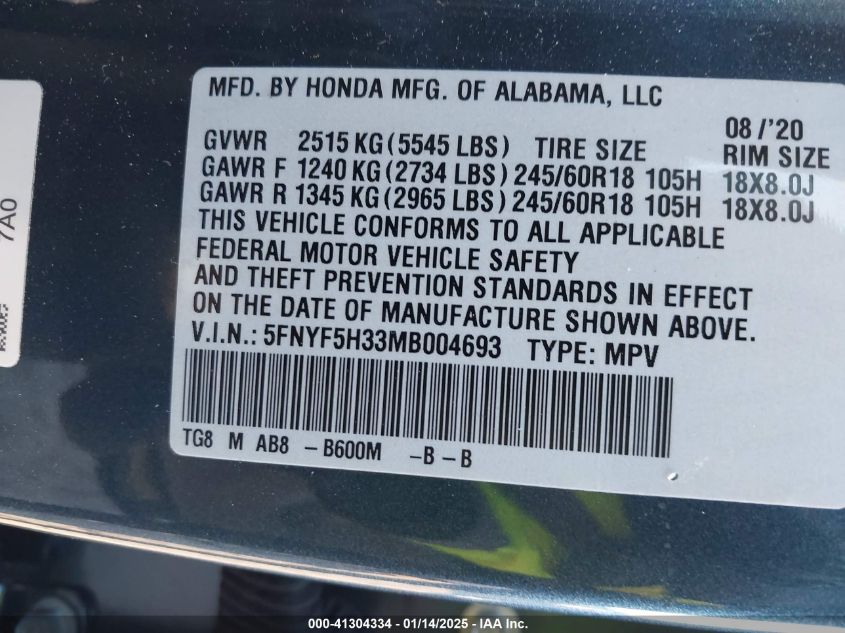 MFD. BY HONDA MFG. OF ALABAMA, LLC
08/'20
GVWR 2515 KG (5545 LBS) TIRE SIZE RIM SIZE
GAWR F 1240 KG (2734 LBS) 245/60R18 105H 18X8.0J
GAWR R 1345 KG (2965 LBS) 245/60R18 105H 18X8.0J
THIS VEHICLE CONFORMS TO ALL APPLICABLE
FEDERAL MOTOR VEHICLE SAFETY
AND THEFT PREVENTION STANDARDS IN EFFECT
ON THE DATE OF MANUFACTURE SHOWN ABOVE.
V.I.N.: 5FNYF5H33MB004693 TYPE: MPV
TG8 M AB8 -B600M -B-B
7A0
000-41304334 - 01/14/2025 - IAA Inc.